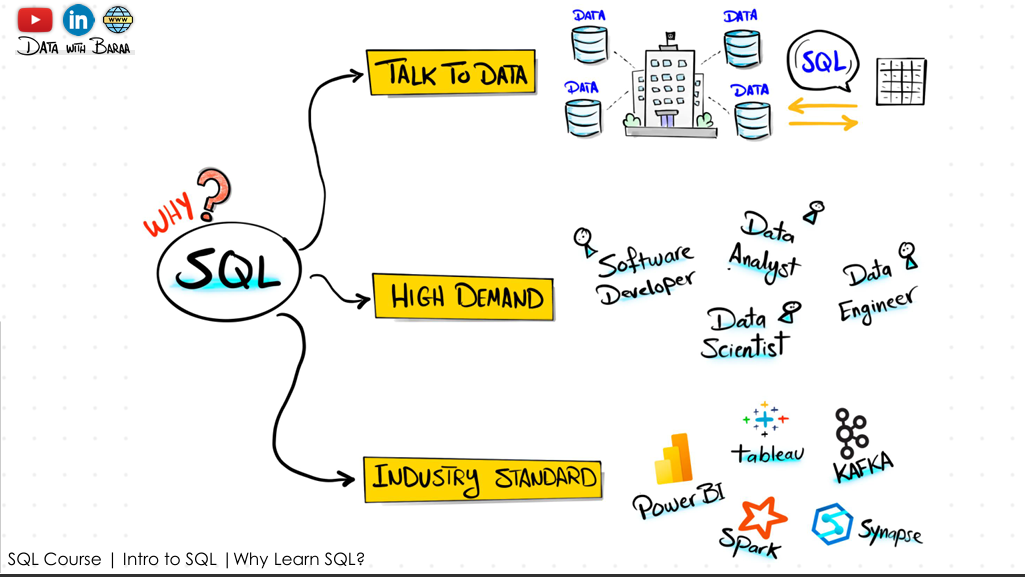 DATA WITH BARAA
WHY?
SQL
TALK TO DATA
DATA
DATA
DATA
DATA
SQL
HIGH DEMAND
Software
Developer
Data
Analyst
Data
Scientist
Data
Engineer
INDUSTRY STANDARD
Power BI
+tableau
KAFKA
Spark
Synapse
SQL Course | Intro to SQL | Why Learn SQL?